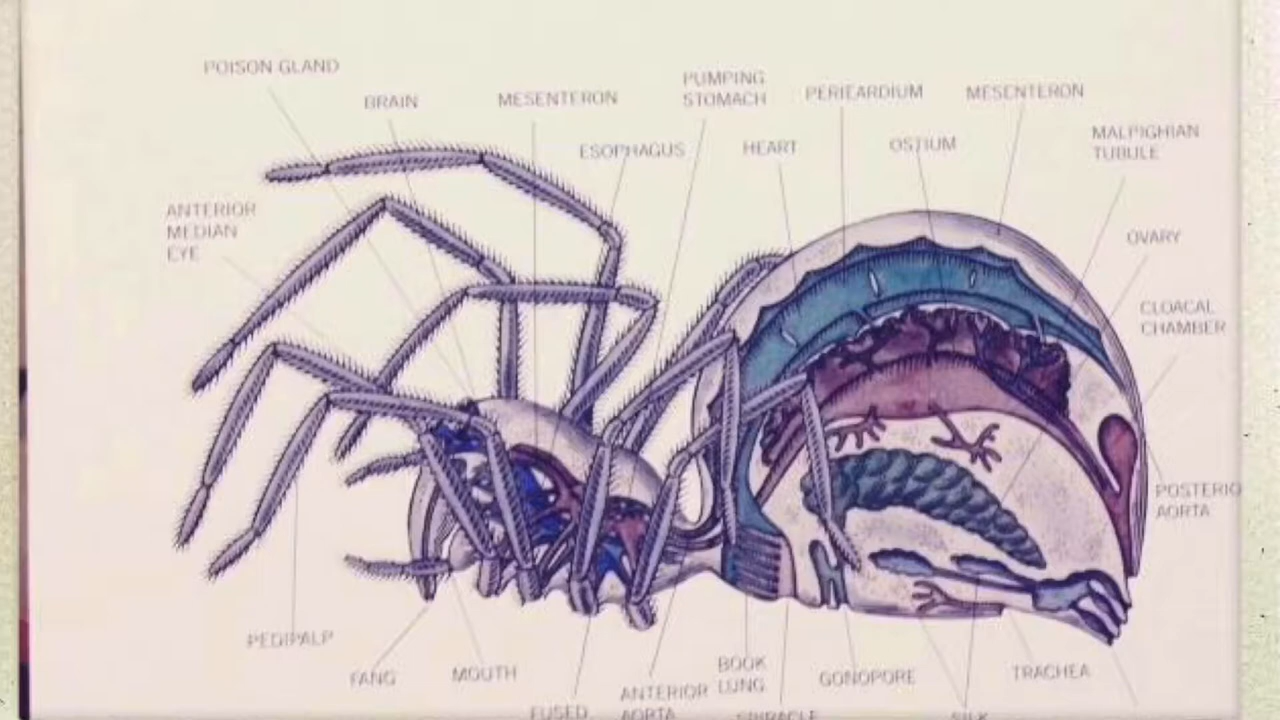 POISON GLAND
BRAIN
MESENTERON
PUMPING
STOMACH
PERIEARDIUM
MESENTERON
ESOPHAGUS
HEART
OSTIUM
MALPIGHIAN
TUBULE
ANTERIOR
MEDIAN
EYE
OVARY
CLOACAL
CHAMBER
POSTERIO
AORTA
PEDIPALP
FANG
MOUTH
FUSED
ANTERIOR
AORTA
BOOK
LUNG
SPIRACLE
GONOPORE
SILK
TRACHEA